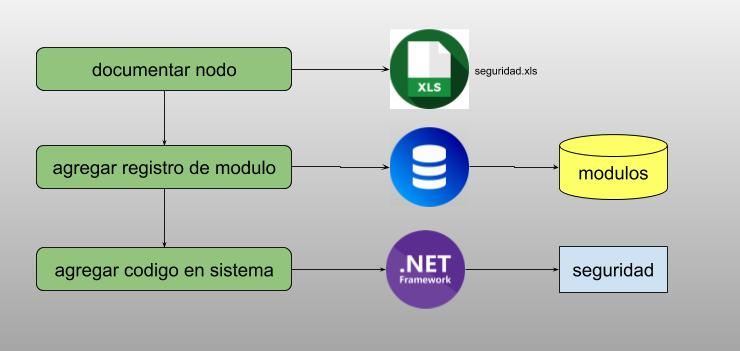 documentar nodo
XLS
seguridad.xls
agregar registro de modulo
modulos
agregar codigo en sistema
.NET
Framework
seguridad